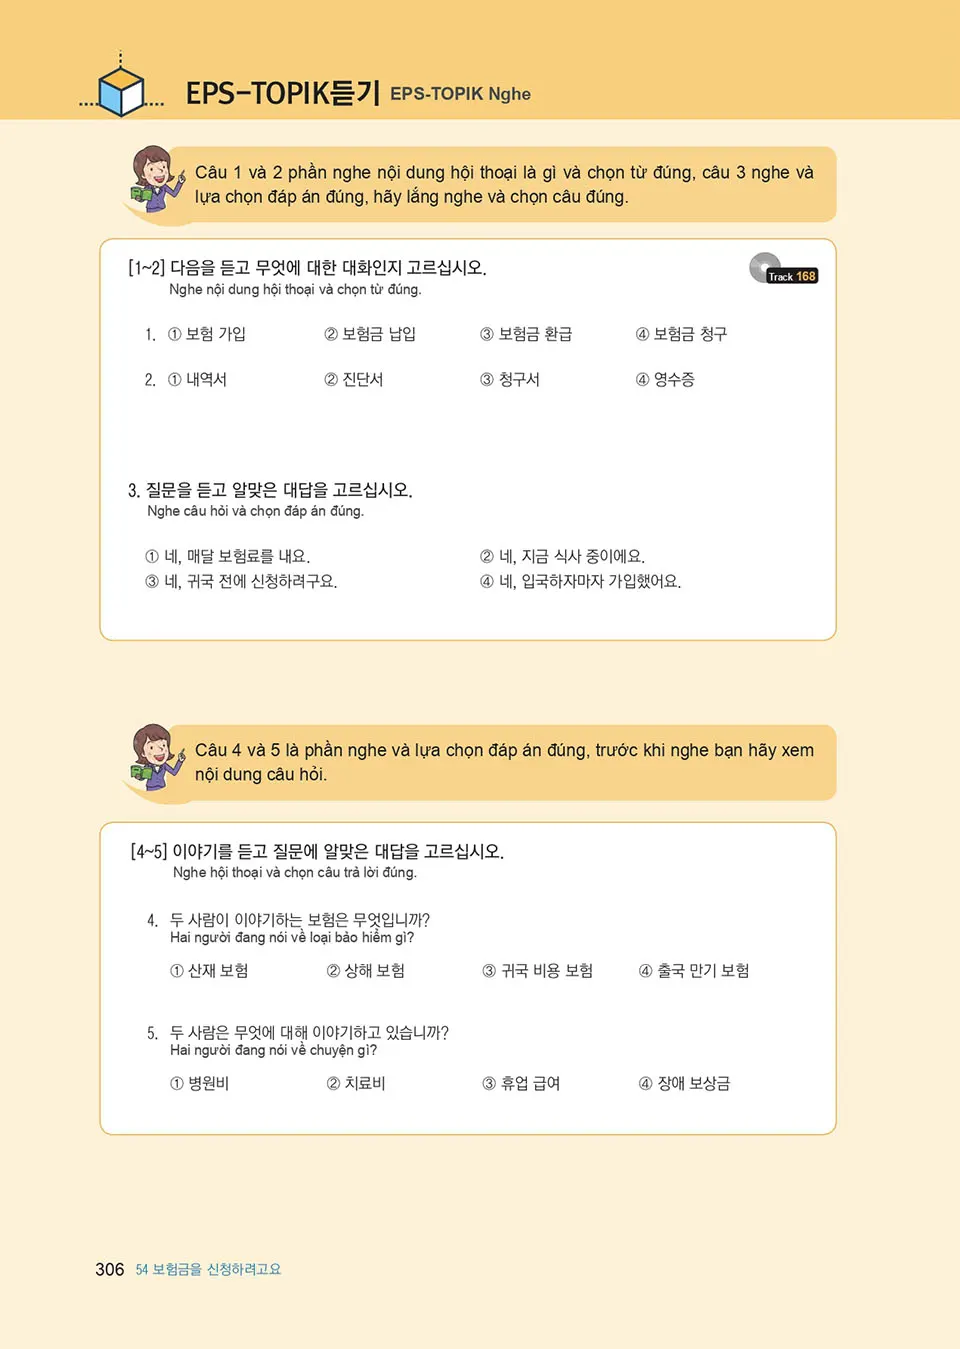 EPS-TOPIK듣기 EPS-TOPIK Nghe
Câu 1 và 2 phần nghe nội dung hội thoại là gì và chọn từ đúng, câu 3 nghe và
lựa chọn đáp án đúng, hãy lắng nghe và chọn câu đúng.
[1~2] 다음을 듣고 무엇에 대한 대화인지 고르십시오.
Nghe nội dung hội thoại và chọn từ đúng.
Track 168
1. ① 보험 가입 ② 보험금 납입 ③ 보험금 환급 ④ 보험금 청구
2. ① 내역서 ② 진단서 ③ 청구서 ④ 영수증
3. 질문을 듣고 알맞은 대답을 고르십시오.
Nghe câu hỏi và chọn đáp án đúng.
① 네, 매달 보험료를 내요. ② 네, 지금 식사 중이에요.
③ 네, 귀국 전에 신청하려구요. ④ 네, 입국하자마자 가입했어요.
Câu 4 và 5 là phần nghe và lựa chọn đáp án đúng, trước khi nghe bạn hãy xem
nội dung câu hỏi.
[4~5] 이야기를 듣고 질문에 알맞은 대답을 고르십시오.
Nghe hội thoại và chọn câu trả lời đúng.
4. 두 사람이 이야기하는 보험은 무엇입니까?
Hai người đang nói về loại bảo hiểm gì?
① 산재 보험 ② 상해 보험 ③ 귀국 비용 보험 ④ 출국 만기 보험
5. 두 사람은 무엇에 대해 이야기하고 있습니까?
Hai người đang nói về chuyện gì?
① 병원비 ② 치료비 ③ 휴업 급여 ④ 장애 보상금
306 54 보험금을 신청하려고요